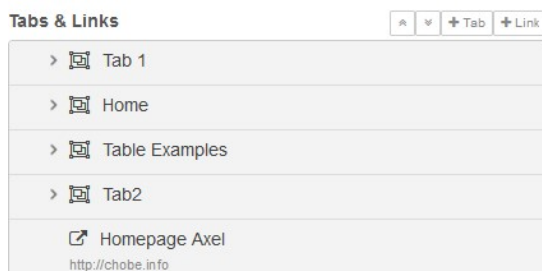 Tabs & Links
+ Tab + Link
Tab 1
Home
Table Examples
Tab2
Homepage Axel
http://chobe.info